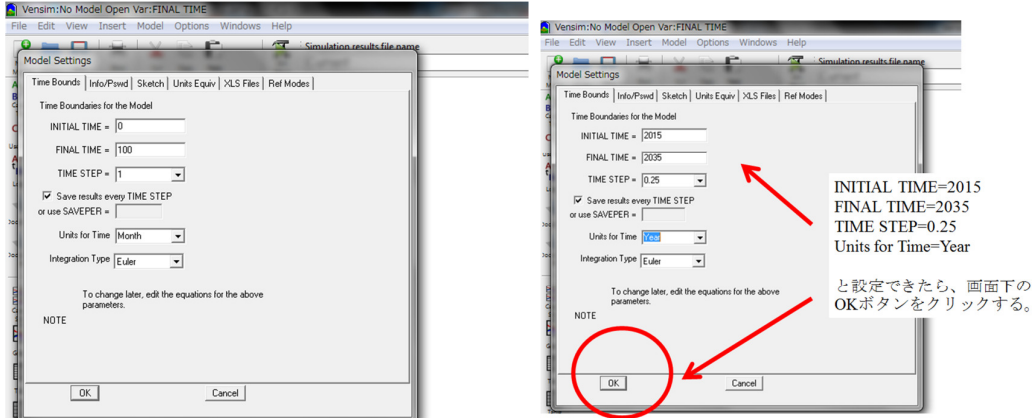 Vensim:No Model Open Var:FINAL TIME
File Edit View Insert Model Options Windows Help
Simulation results file name
Model Settings
Time Bounds Info/Pswd Sketch Units Equiv XLS Files Ref Modes
Time Boundaries for the Model
INITIAL TIME = 0
FINAL TIME = 100
TIME STEP = 1
Save results every TIME STEP
or use SAVEPER =
Units for Time Month
Integration Type Euler
To change later, edit the equations for the above
parameters.
NOTE
OK Cancel
Vensim:No Model Open Var:FINAL TIME
File Edit View Insert Model Options Windows Help
Simulation results file name
Model Settings
Time Bounds Info/Pswd Sketch Units Equiv XLS Files Ref Modes
Time Boundaries for the Model
INITIAL TIME = 2015
FINAL TIME = 2035
TIME STEP = 0.25
Save results every TIME STEP
or use SAVEPER =
Units for Time Year
Integration Type Euler
To change later, edit the equations for the above
parameters.
NOTE
OK Cancel
INITIAL TIME=2015
FINAL TIME=2035
TIME STEP=0.25
Units for Time=Year
と設定できたら、画面下の
OKボタンをクリックする。